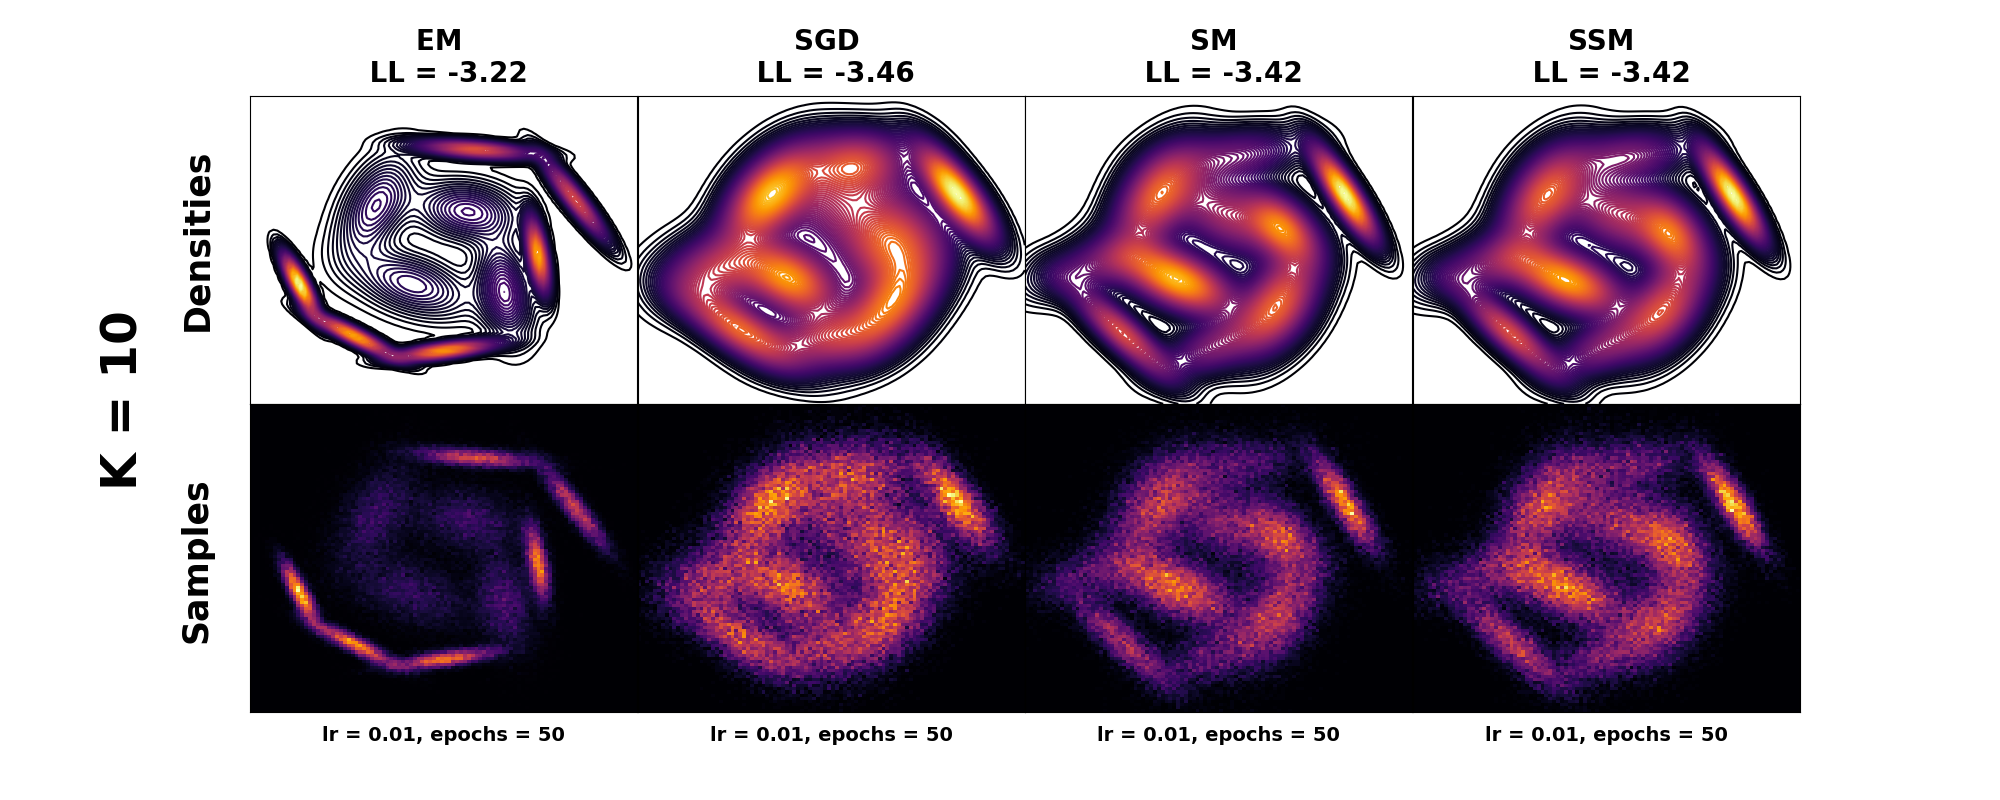 EM
LL = -3.22
SGD
LL = -3.46
SM
LL = -3.42
SSM
LL = -3.42
K = 10
Densities
Samples
lr = 0.01, epochs = 50
lr = 0.01, epochs = 50
lr = 0.01, epochs = 50
lr = 0.01, epochs = 50